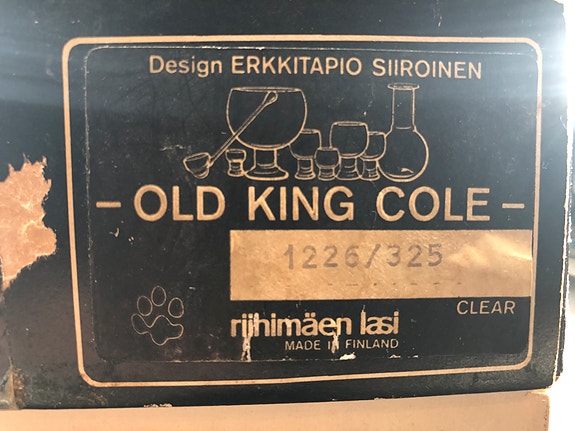 Design ERKKITAPIO SIIROINEN
- OLD KING COLE -
1226/325
CLEAR
riihimäen lasi
MADE IN FINLAND